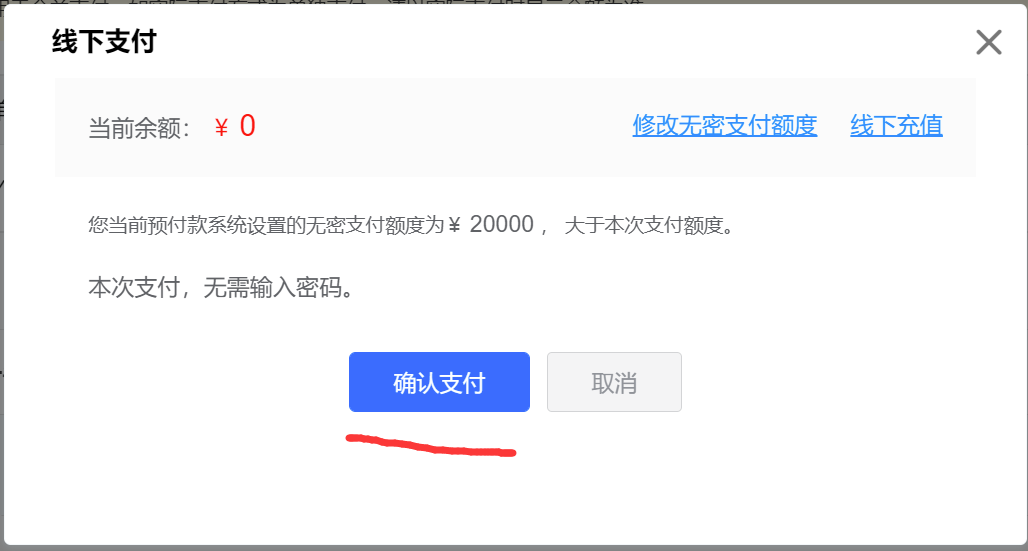 线下支付
当前余额： ¥ 0 修改无密支付额度 线下充值
您当前预付款系统设置的无密支付额度为¥ 20000 ， 大于本次支付额度。
本次支付，无需输入密码。
确认支付 取消